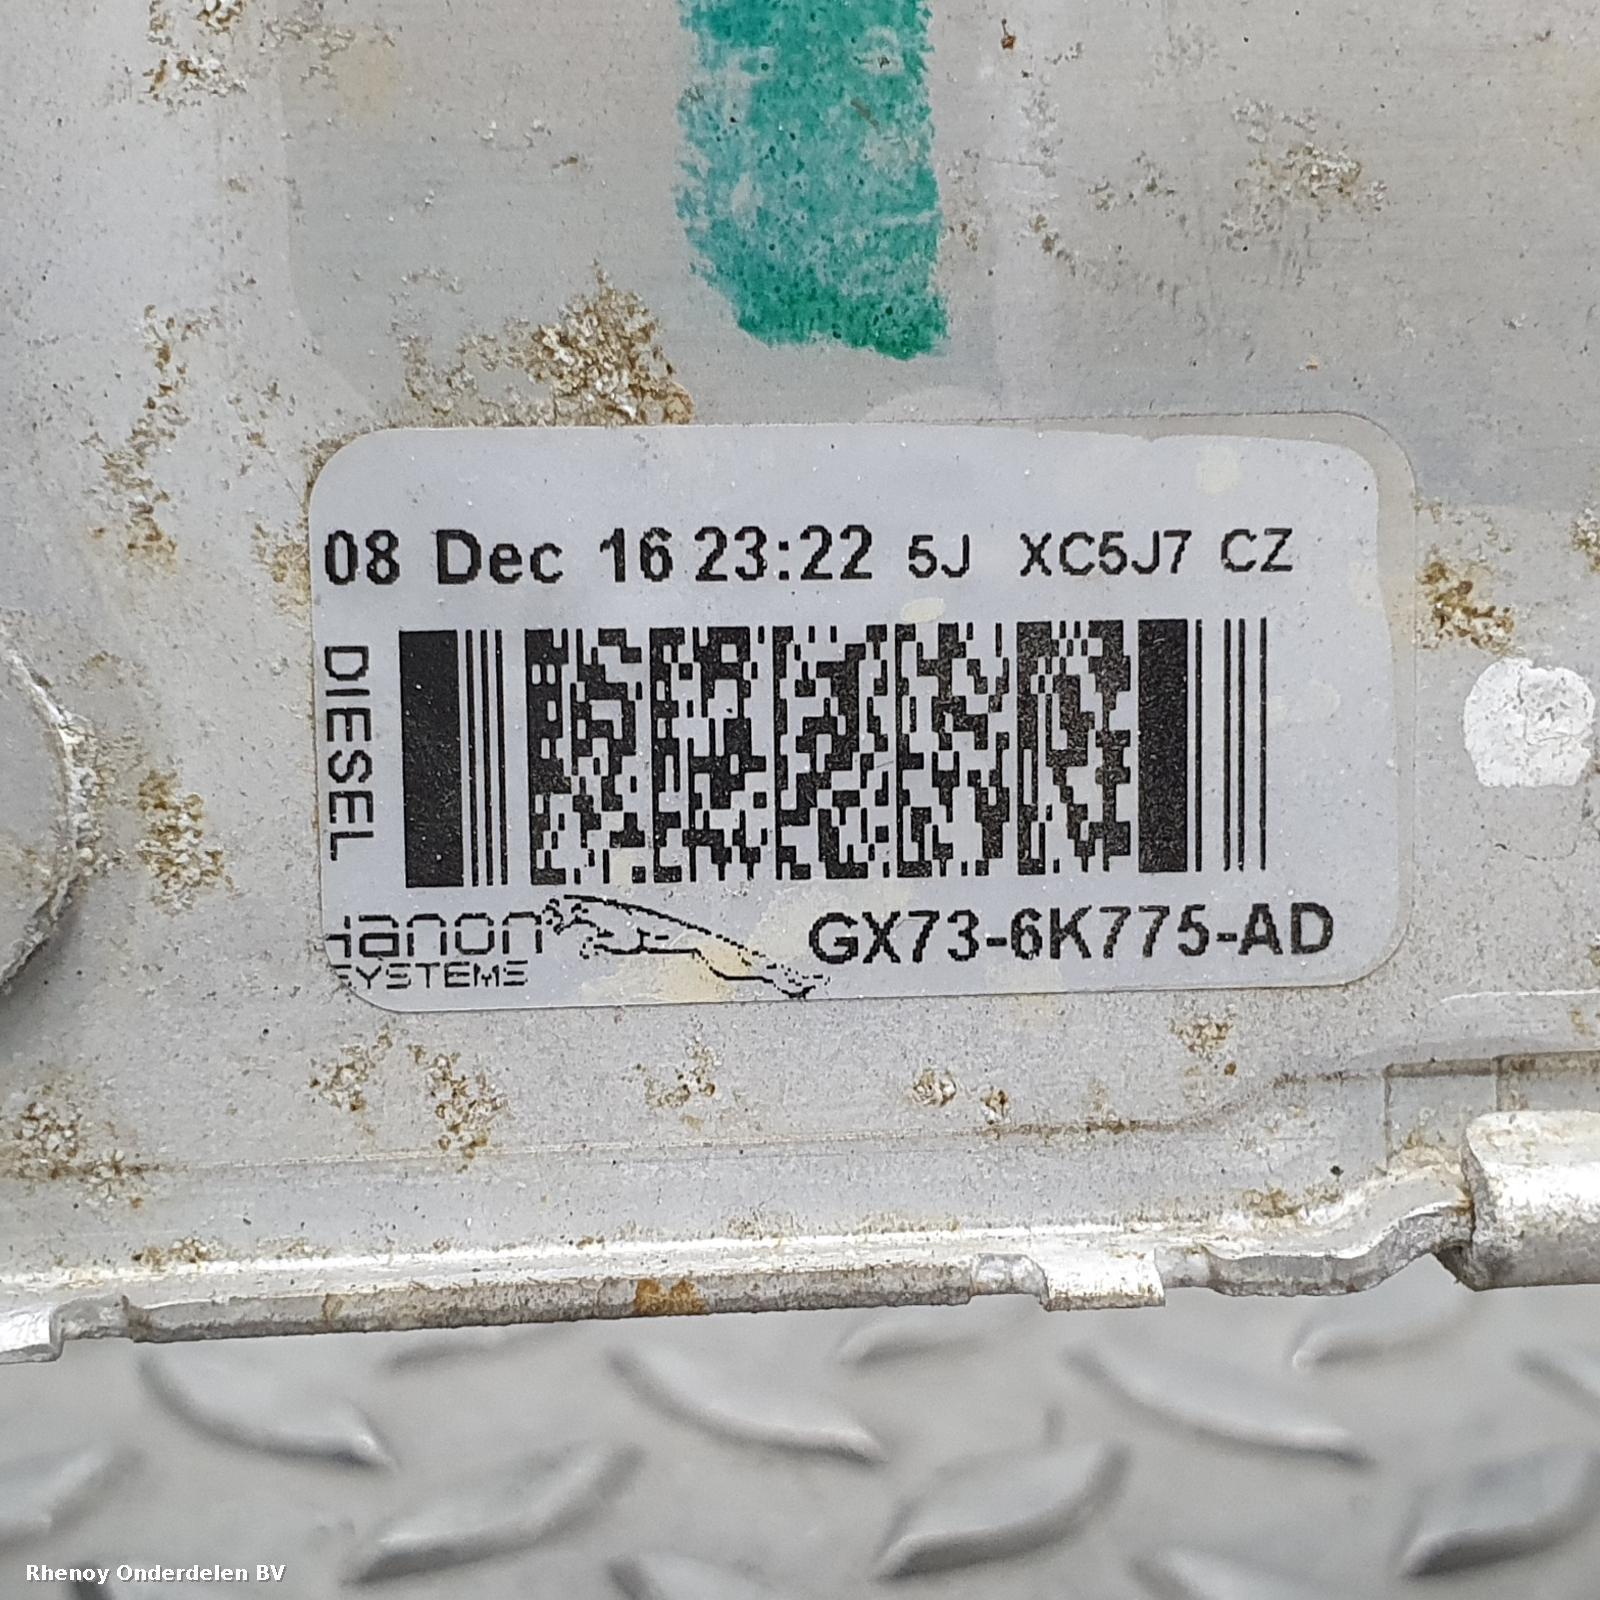 08 Dec 16 23:22 5J XC5J7 CZ
DIESEL
Hanon
SYSTEMS
GX73-6K775-AD
Rhenoy Onderdelen BV